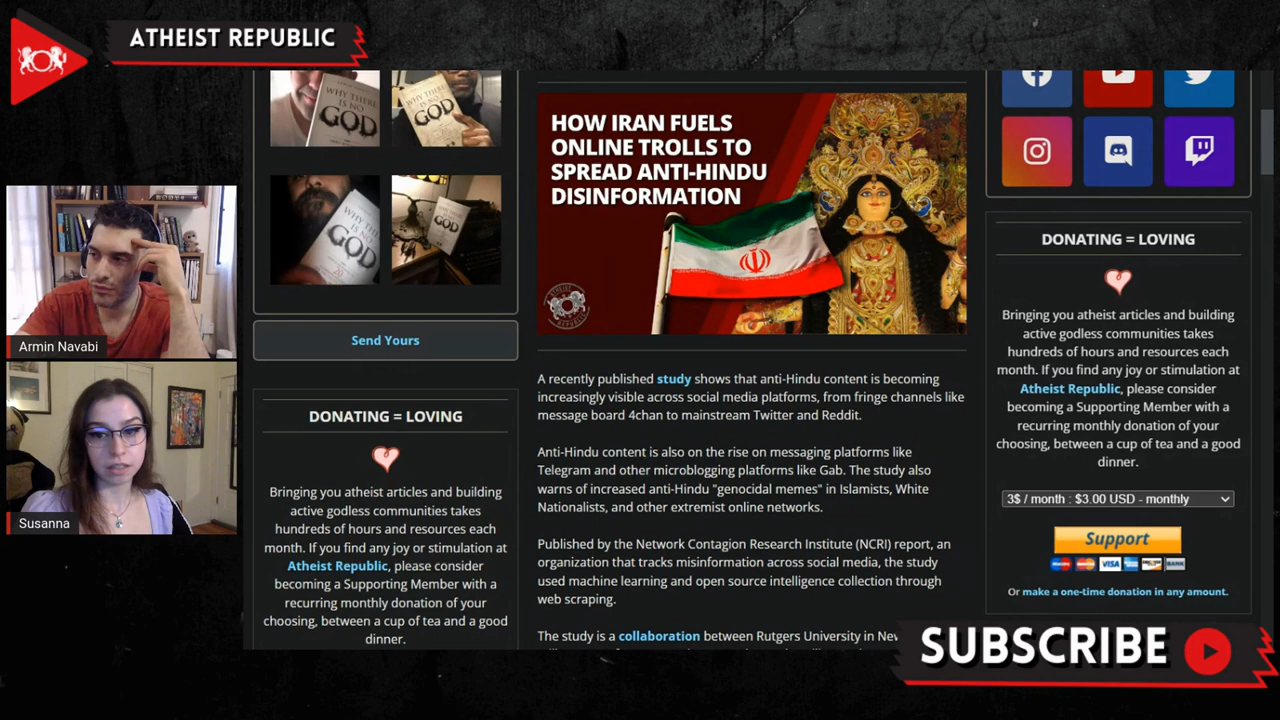 ATHEIST REPUBLIC
WHY THERE
IS NO
GOD
WHY THERE
IS NO
GOD
WHY
THERE IS NO
GOD
GOD
Send Yours
DONATING = LOVING
Bringing you atheist articles and building
active godless communities takes
hundreds of hours and resources each
month. If you find any joy or stimulation at
Atheist Republic, please consider
becoming a Supporting Member with a
recurring monthly donation of your
choosing, between a cup of tea and a good
dinner.
HOW IRAN FUELS
ONLINE TROLLS TO
SPREAD ANTI-HINDU
DISINFORMATION
A recently published study shows that anti-Hindu content is becoming
increasingly visible across social media platforms, from fringe channels like
message board 4chan to mainstream Twitter and Reddit.
Anti-Hindu content is also on the rise on messaging platforms like
Telegram and other microblogging platforms like Gab. The study also
warns of increased anti-Hindu "genocidal memes" in Islamists, White
Nationalists, and other extremist online networks.
Published by the Network Contagion Research Institute (NCRI) report, an
organization that tracks misinformation across social media, the study
used machine learning and open source intelligence collection through
web scraping.
The study is a collaboration between Rutgers University in
DONATING = LOVING
Bringing you atheist articles and building
active godless communities takes
hundreds of hours and resources each
month. If you find any joy or stimulation at
Atheist Republic, please consider
becoming a Supporting Member with a
recurring monthly donation of your
choosing, between a cup of tea and a good
dinner.
3$ / month : $3.00 USD - monthly
Support
VISA
BANK
Or make a one-time donation in any amount.
Armin Navabi
Susanna
SUBSCRIBE